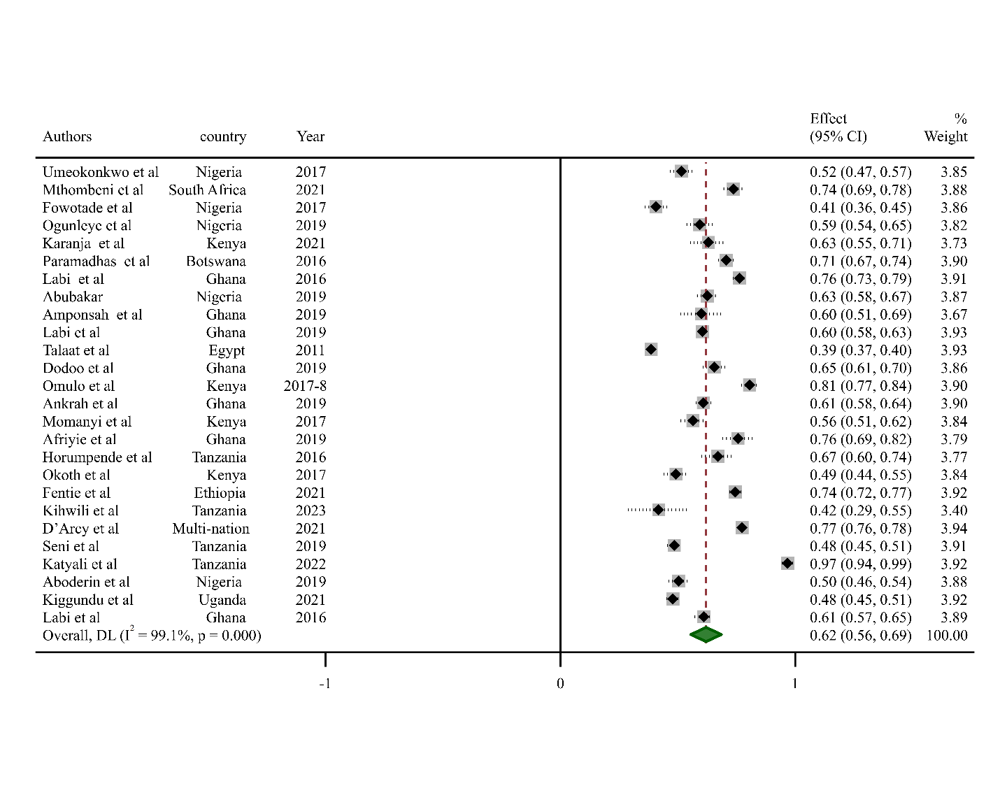 Effect %
Authors country Year (95% CI) Weight
Umeokonkwo et al Nigeria 2017 0.52 (0.47, 0.57) 3.85
Mthombeni et al South Africa 2021 0.74 (0.69, 0.78) 3.88
Fowotade et al Nigeria 2017 0.41 (0.36, 0.45) 3.86
Ogunleye et al Nigeria 2019 0.59 (0.54, 0.65) 3.82
Karanja et al Kenya 2021 0.63 (0.55, 0.71) 3.73
Paramadhas et al Botswana 2016 0.71 (0.67, 0.74) 3.90
Labi et al Ghana 2016 0.76 (0.73, 0.79) 3.91
Abubakar Nigeria 2019 0.63 (0.58, 0.67) 3.87
Amponsah et al Ghana 2019 0.60 (0.51, 0.69) 3.67
Labi et al Ghana 2019 0.60 (0.58, 0.63) 3.93
Talaat et al Egypt 2011 0.39 (0.37, 0.40) 3.93
Dodoo et al Ghana 2019 0.65 (0.61, 0.70) 3.86
Omulo et al Kenya 2017-8 0.81 (0.77, 0.84) 3.90
Ankrah et al Ghana 2019 0.61 (0.58, 0.64) 3.90
Momanyi et al Kenya 2017 0.56 (0.51, 0.62) 3.84
Afriyie et al Ghana 2019 0.76 (0.69, 0.82) 3.79
Horumpende et al Tanzania 2016 0.67 (0.60, 0.74) 3.77
Okoth et al Kenya 2017 0.49 (0.44, 0.55) 3.84
Fentie et al Ethiopia 2021 0.74 (0.72, 0.77) 3.92
Kihwili et al Tanzania 2023 0.42 (0.29, 0.55) 3.40
D’Arcy et al Multi-nation 2021 0.77 (0.76, 0.78) 3.94
Seni et al Tanzania 2019 0.48 (0.45, 0.51) 3.91
Katyali et al Tanzania 2022 0.97 (0.94, 0.99) 3.92
Aboderin et al Nigeria 2019 0.50 (0.46, 0.54) 3.88
Kiggundu et al Uganda 2021 0.48 (0.45, 0.51) 3.92
Labi et al Ghana 2016 0.61 (0.57, 0.65) 3.89
Overall, DL (I² = 99.1%, p = 0.000) 0.62 (0.56, 0.69) 100.00
-1 0 1